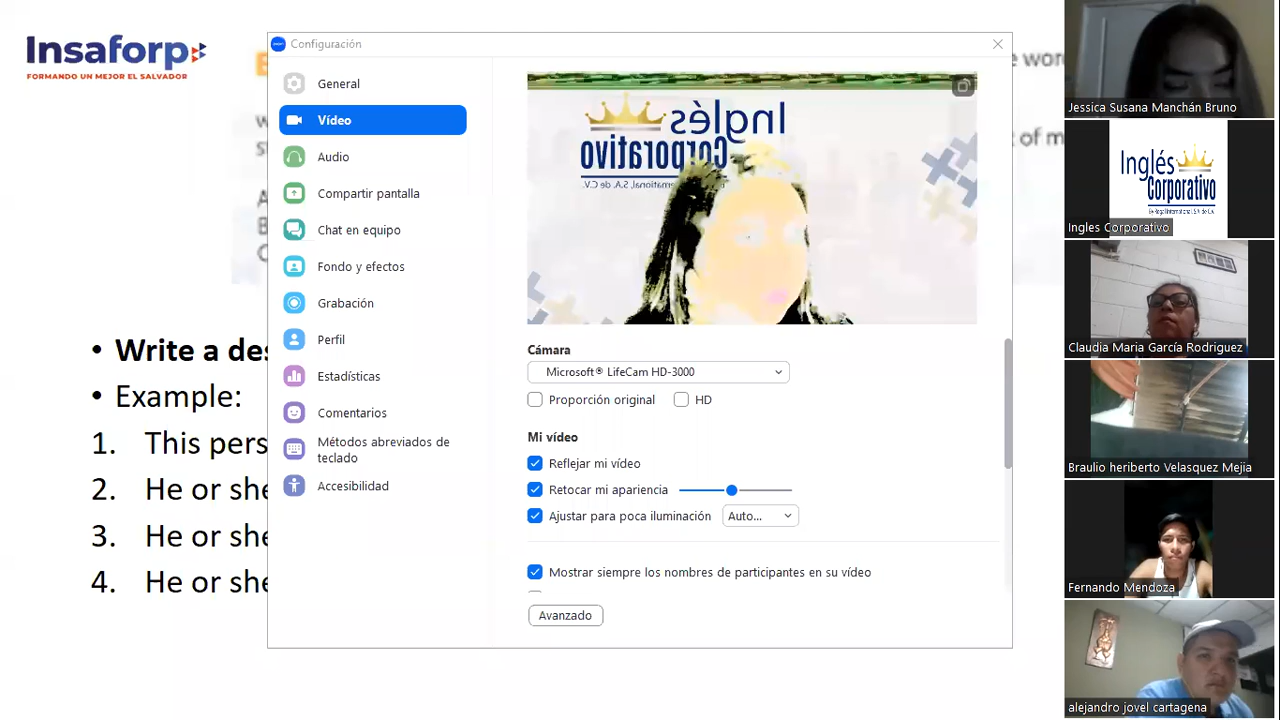 Insaforp
FORMANDO UN MEJOR EL SALVADOR
Configuración
General
Vídeo
Audio
Compartir pantalla
Chat en equipo
Fondo y efectos
Grabación
Perfil
Estadísticas
Comentarios
Métodos abreviados de
teclado
Accesibilidad
Inglés
Corporativo
International, S.A. de C.V.
Cámara
Microsoft® LifeCam HD-3000
Proporción original
HD
Mi vídeo
Reflejar mi vídeo
Retocar mi apariencia
Ajustar para poca iluminación
Auto...
Mostrar siempre los nombres de participantes en su vídeo
Avanzado
e wor
of m
• Write a des
• Example:
1. This pers
2. He or she
3. He or she
4. He or she
Jessica Susana Manchán Bruno
Inglés
Corporativo
Ingles Corporativo
Claudia Maria García Rodriguez
Braulio heriberto Velasquez Mejia
Fernando Mendoza
alejandro jovel cartagena